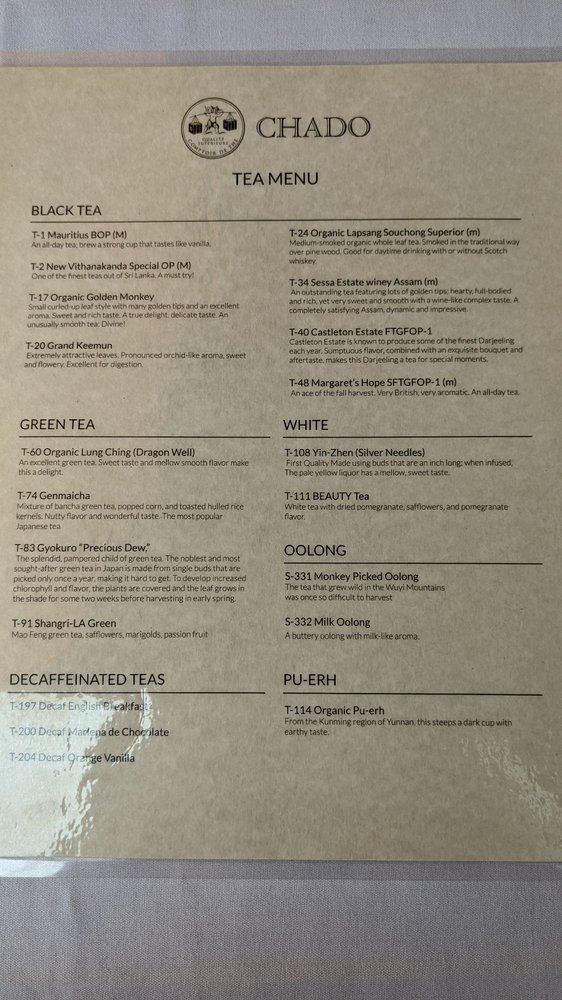 QUALITE
SUPERIEURE
COMPTOIR DE THE
CHADO
TEA MENU
BLACK TEA
T-1 Mauritius BOP (M)
An all-day tea; brew a strong cup that tastes like vanilla.
T-2 New Vithanakanda Special OP (M)
One of the finest teas out of Sri Lanka. A must try!
T-17 Organic Golden Monkey
Small curled-up leaf style with many golden tips and an excellent
aroma. Sweet and rich taste. A true delight, delicate taste. An
unusually smooth tea; Divine!
T-20 Grand Keemun
Extremely attractive leaves. Pronounced orchid-like aroma, sweet
and flowery. Excellent for digestion.
T-24 Organic Lapsang Souchong Superior (m)
Medium-smoked organic whole leaf tea. Smoked in the traditional way
over pine wood. Good for daytime drinking with or without Scotch
whiskey.
T-34 Sessa Estate winey Assam (m)
An outstanding tea featuring lots of golden tips; hearty, full-bodied
and rich, yet very sweet and smooth with a wine-like complex taste. A
completely satisfying Assam, dynamic and impressive.
T-40 Castleton Estate FTGFOP-1
Castleton Estate is known to produce some of the finest Darjeeling
each year. Sumptuous flavor, combined with an exquisite bouquet and
aftertaste, makes this Darjeeling a tea for special moments.
T-48 Margaret's Hope SFTGFOP-1 (m)
An ace of the fall harvest. Very British, very aromatic. An all-day tea.
GREEN TEA
T-60 Organic Lung Ching (Dragon Well)
An excellent green tea. Sweet taste and mellow smooth flavor make
this a delight.
T-74 Genmaicha
Mixture of bancha green tea, popped corn, and toasted hulled rice
kernels. Nutty flavor and wonderful taste. The most popular
Japanese tea
T-83 Gyokuro "Precious Dew,"
The splendid, pampered child of green tea. The noblest and most
sought-after green tea in Japan is made from single buds that are
picked only once a year, making it hard to get. To develop increased
chlorophyll and flavor, the plants are covered and the leaf grows in
the shade for some two weeks before harvesting in early spring.
T-91 Shangri-LA Green
Mao Feng green tea, safflowers, marigolds, passion fruit
WHITE
T-108 Yin-Zhen (Silver Needles)
First Quality Made using buds that are an inch long; when infused,
The pale yellow liquor has a mellow, sweet taste.
T-111 BEAUTY Tea
White tea with dried pomegranate, safflowers, and pomegranate
flavor.
OOLONG
S-331 Monkey Picked Oolong
The tea that grew wild in the Wuyi Mountains
was once so difficult to harvest
S-332 Milk Oolong
A buttery oolong with milk-like aroma.
DECAFFEINATED TEAS
T-197 Decaf English Breakfast
T-200 Decaf Marlena de Chocolate
T-204 Decaf Orange Vanilla
PU-ERH
T-114 Organic Pu-erh
From the Kunming region of Yunnan, this steeps a dark cup with
earthy taste.